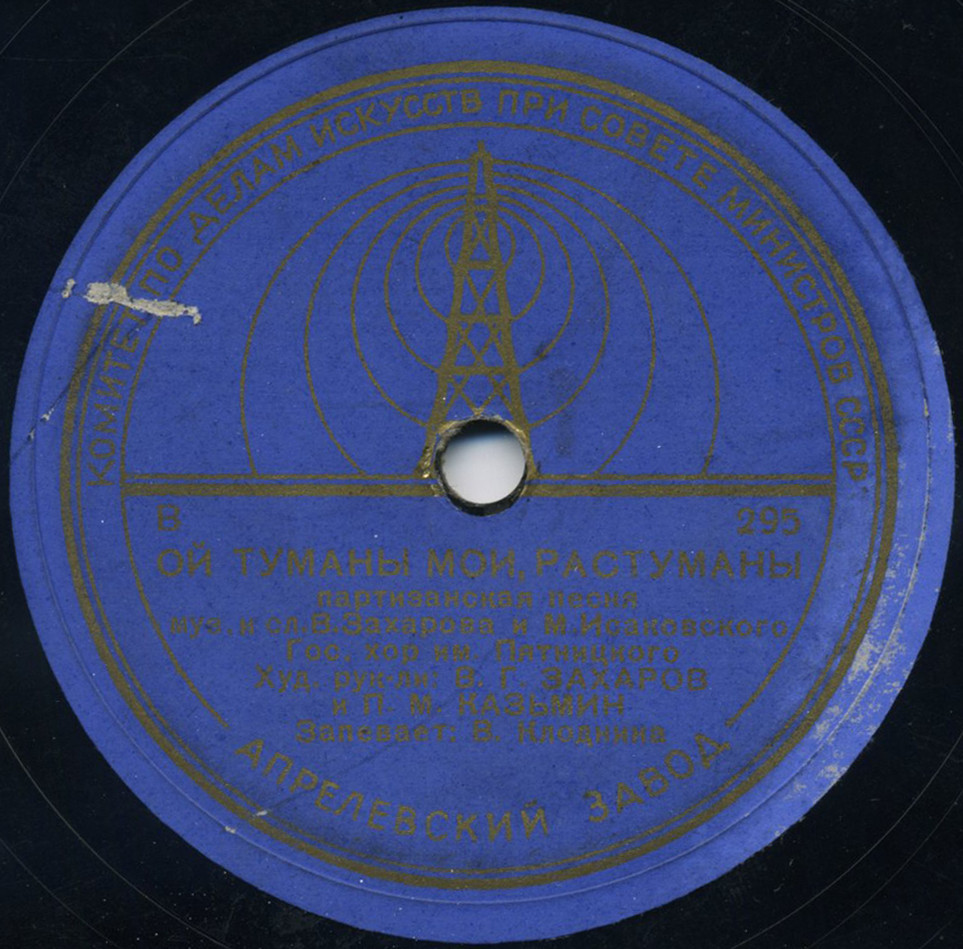 КОМИТЕТ ПО ДЕЛАМ ИСКУССТВ ПРИ СОВЕТЕ МИНИСТРОВ СССР
В 295
ОЙ ТУМАНЫ МОИ, РАСТУМАНЫ
партизанская песня
муз. и сл. В. Захарова и М. Исаковского
Гос. хор им. Пятницкого
Худ. рук-ли: В. Г. ЗАХАРОВ
и П. М. КАЗЬМИН
Запевает: В. Клоднина
АПРЕЛЕВСКИЙ ЗАВОД